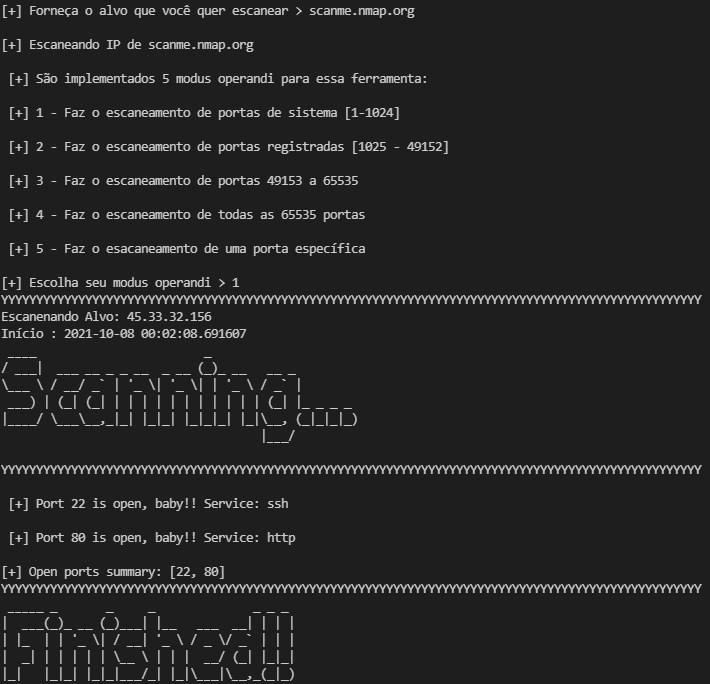 [+] Forneça o alvo que você quer escanear > scanme.nmap.org
[+] Escaneando IP de scanme.nmap.org
[+] São implementados 5 modus operandi para essa ferramenta:
[+] 1 - Faz o escaneamento de portas de sistema [1-1024]
[+] 2 - Faz o escaneamento de portas registradas [1025 - 49152]
[+] 3 - Faz o escaneamento de portas 49153 a 65535
[+] 4 - Faz o escaneamento de todas as 65535 portas
[+] 5 - Faz o esacaneamento de uma porta específica
[+] Escolha seu modus operandi > 1
YYYYYYYYYYYYYYYYYYYYYYYYYYYYYYYYYYYYYYYYYYYYYYYYYYYYYYYYYYYYYYYYYYYYYYYYYYYYYYYYYYYYYYYYYYYYYYYYYYYY
Escanenando Alvo: 45.33.32.156
Início : 2021-10-08 00:02:08.691607
Scanning...
YYYYYYYYYYYYYYYYYYYYYYYYYYYYYYYYYYYYYYYYYYYYYYYYYYYYYYYYYYYYYYYYYYYYYYYYYYYYYYYYYYYYYYYYYYYYYYYYYYYY
[+] Port 22 is open, baby!! Service: ssh
[+] Port 80 is open, baby!! Service: http
[+] Open ports summary: [22, 80]
YYYYYYYYYYYYYYYYYYYYYYYYYYYYYYYYYYYYYYYYYYYYYYYYYYYYYYYYYYYYYYYYYYYYYYYYYYYYYYYYYYYYYYYYYYYYYYYYYYYY
Finished!!